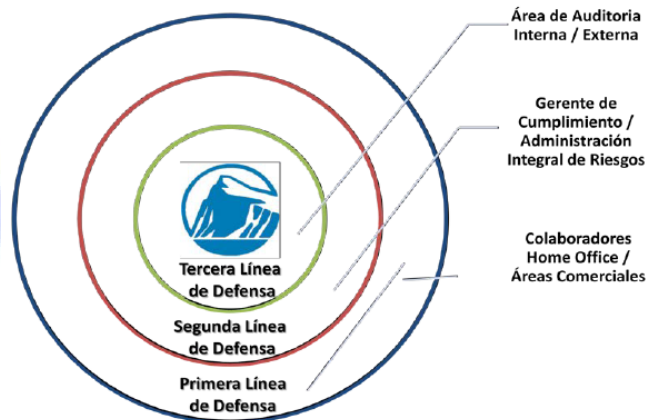 Área de Auditoria
Interna / Externa
Gerente de
Cumplimiento /
Administración
Integral de Riesgos
Colaboradores
Home Office /
Áreas Comerciales
Tercera Línea
de Defensa
Segunda Línea
de Defensa
Primera Línea
de Defensa